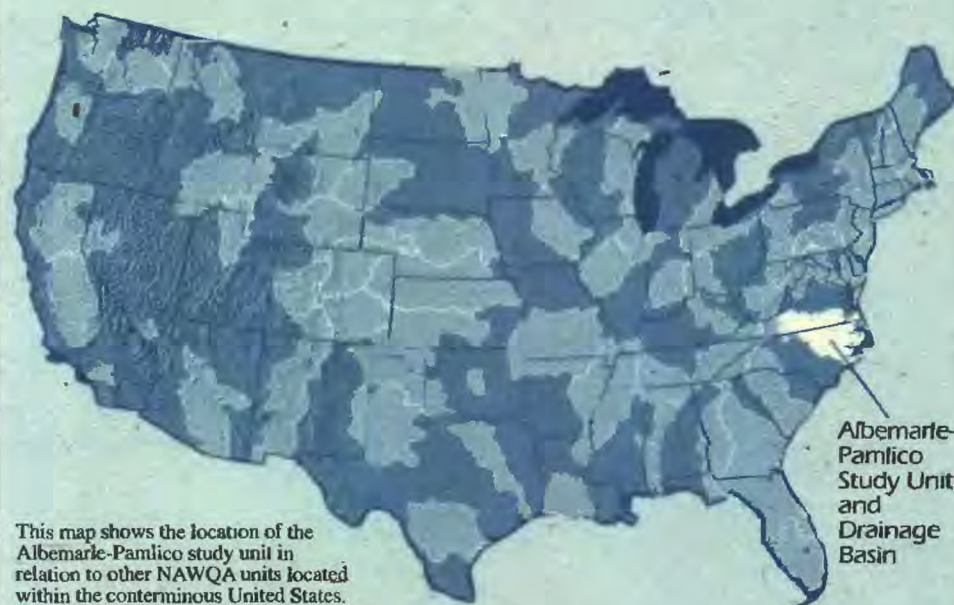 Albemarle-
Pamlico
Study Unit
and
Drainage
Basin
This map shows the location of the
Albemarle-Pamlico study unit in
relation to other NAWQA units located
within the conterminous United States.